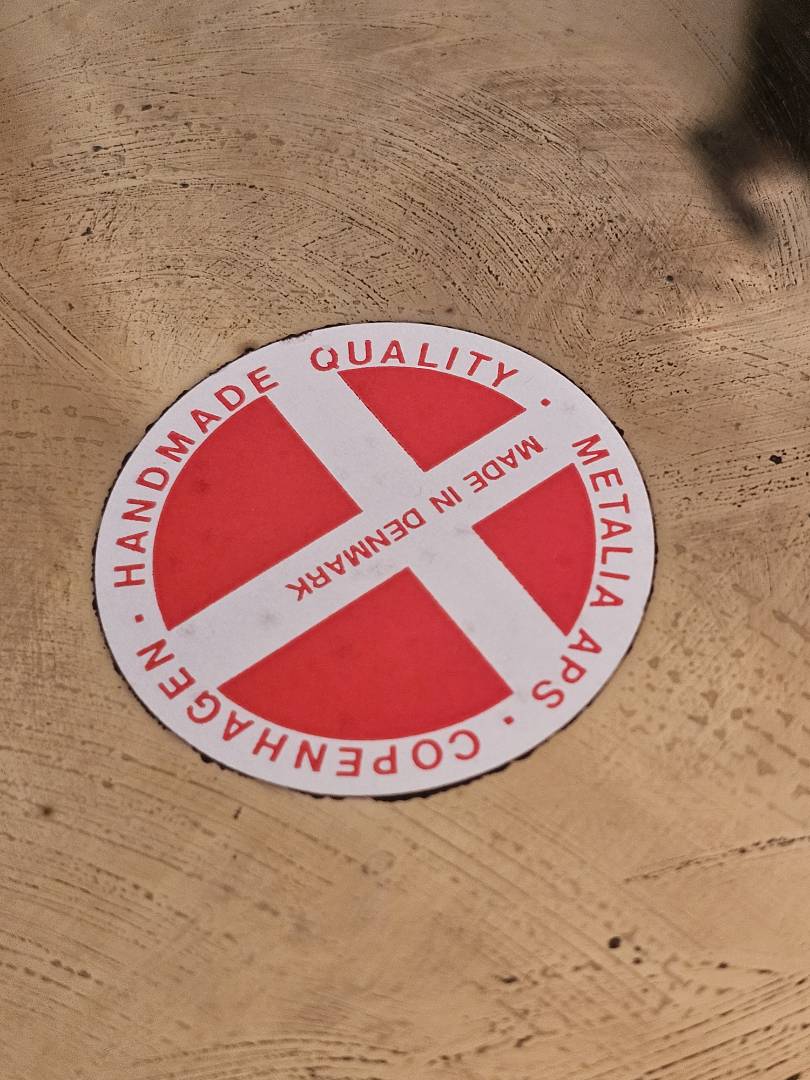 HANDMADE QUALITY · METALIA APS · COPENHAGEN ·
MADE IN DENMARK